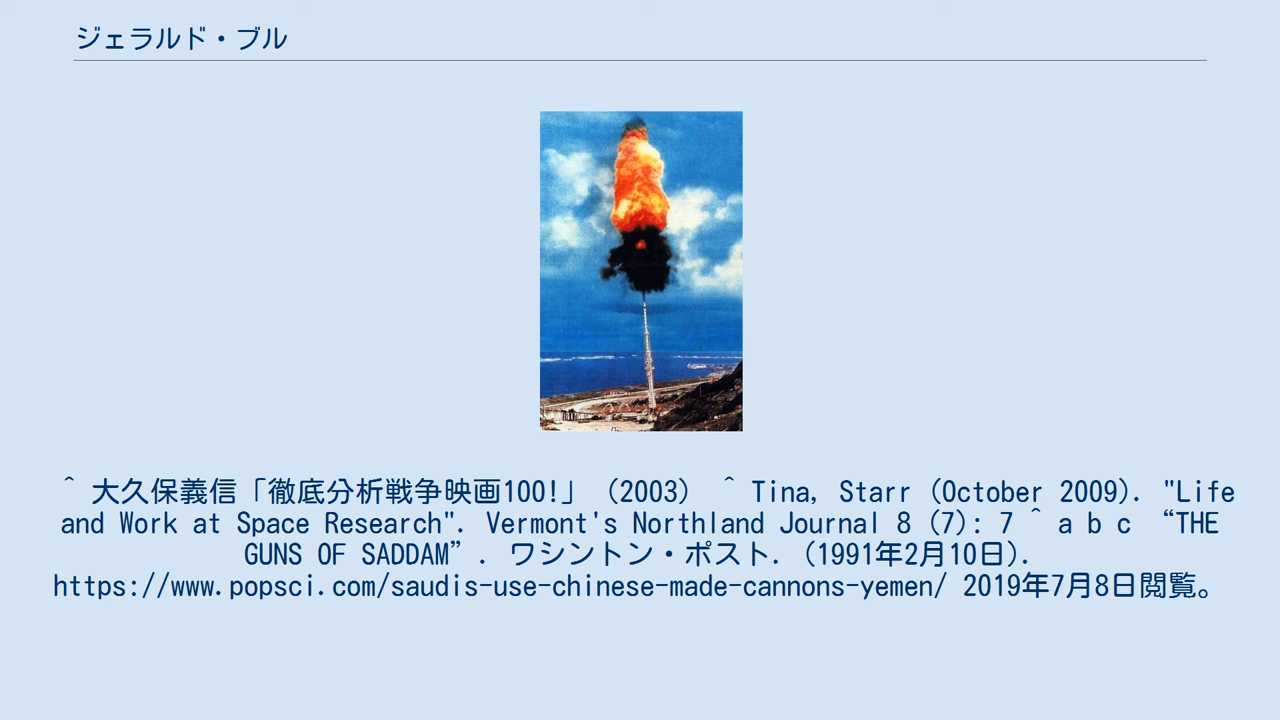 ジェラルド・ブル
^ 大久保義信「徹底分析戦争映画100!」（2003） ^ Tina, Starr (October 2009). "Life
and Work at Space Research". Vermont's Northland Journal 8 (7): 7 ^ a b c “THE
GUNS OF SADDAM”. ワシントン・ポスト. (1991年2月10日).
https://www.popsci.com/saudis-use-chinese-made-cannons-yemen/ 2019年7月8日閲覧。